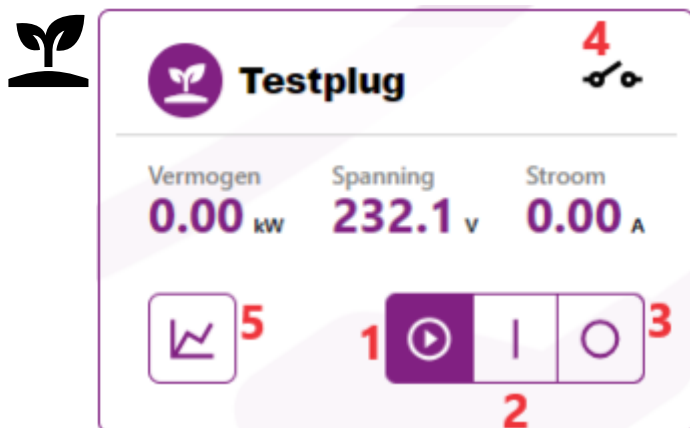 4
Testplug
Vermogen Spanning Stroom
0.00 kW 232.1 V 0.00 A
5 1 3
2